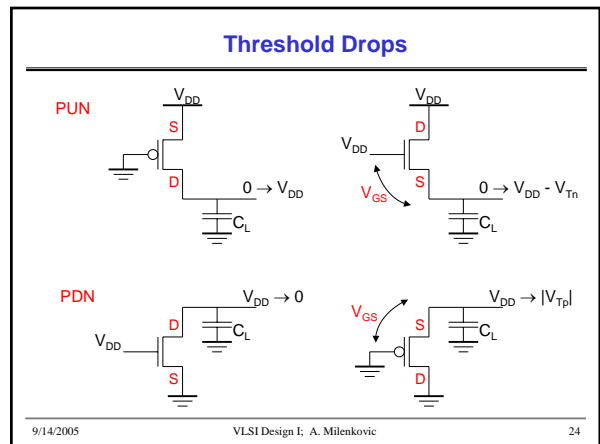 Threshold Drops
PUN
V_DD
S
D
0 → V_DD
C_L
V_DD
D
V_DD
S
V_GS
0 → V_DD - V_Tn
C_L
PDN
V_DD → 0
D
V_DD
S
C_L
V_DD → |V_Tp|
V_GS
S
D
C_L
9/14/2005
VLSI Design I; A. Milenkovic
24